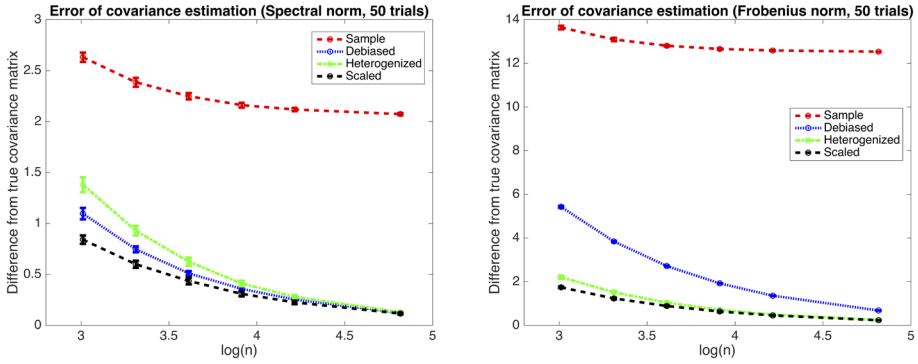 Error of covariance estimation (Spectral norm, 50 trials)
Difference from true covariance matrix
3
2.5
2
1.5
1
0.5
0
Sample
Debiased
Heterogenized
Scaled
3
3.5
4
4.5
5
log(n)
Error of covariance estimation (Frobenius norm, 50 trials)
Difference from true covariance matrix
14
12
10
8
6
4
2
0
Sample
Debiased
Heterogenized
Scaled
3
3.5
4
4.5
5
log(n)